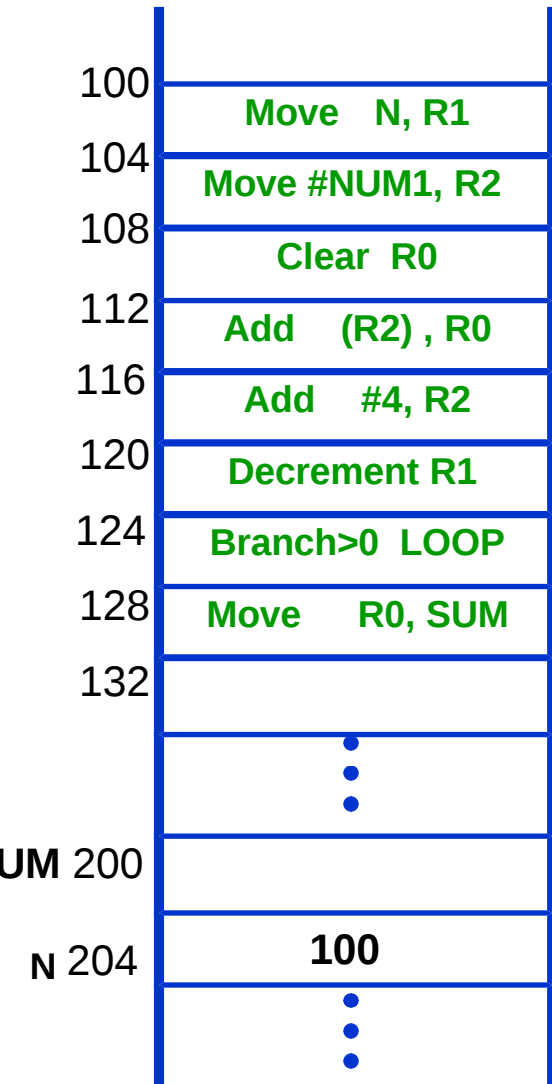 100
Move N, R1
104
Move #NUM1, R2
108
Clear R0
112
Add (R2) , R0
116
Add #4, R2
120
Decrement R1
124
Branch>0 LOOP
128
Move R0, SUM
132
UM 200
N 204 100